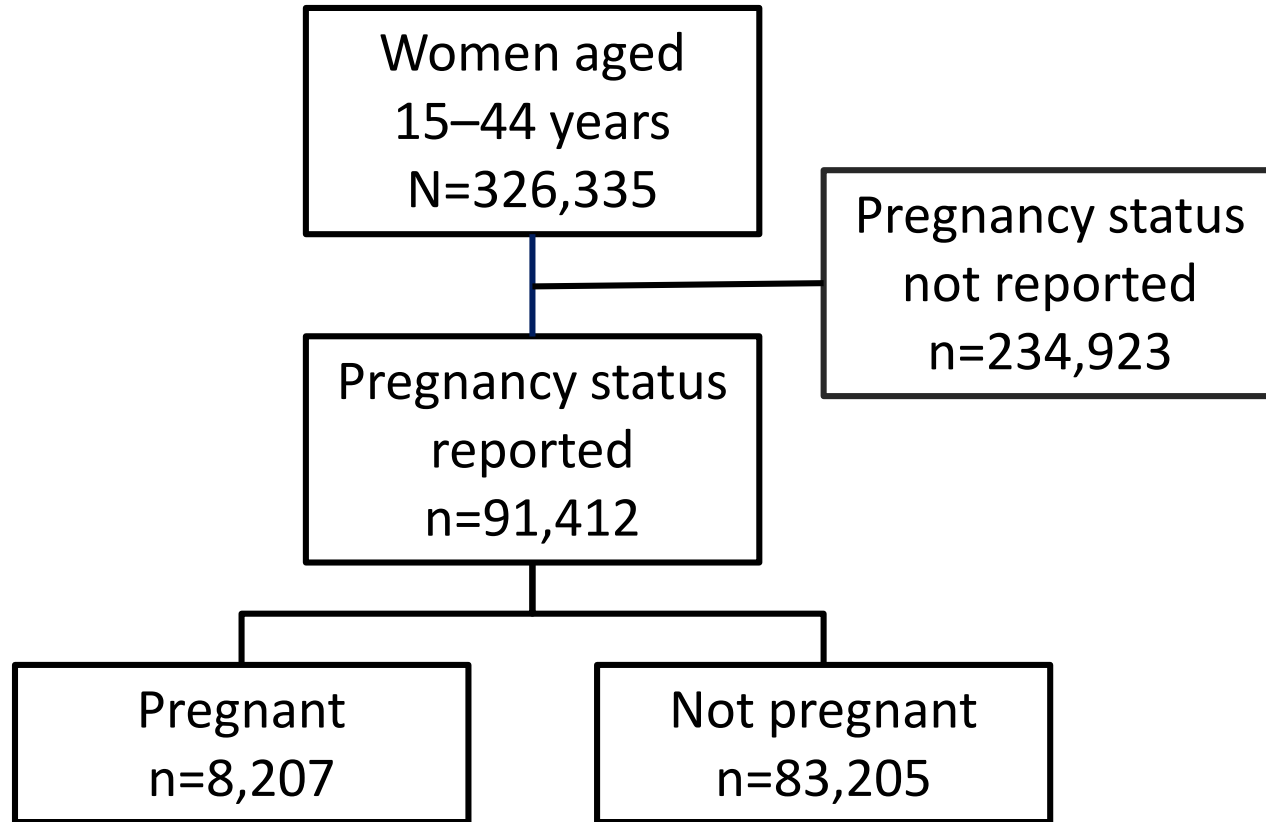 Women aged
15–44 years
N=326,335
Pregnancy status
not reported
n=234,923
Pregnancy status
reported
n=91,412
Pregnant
n=8,207
Not pregnant
n=83,205